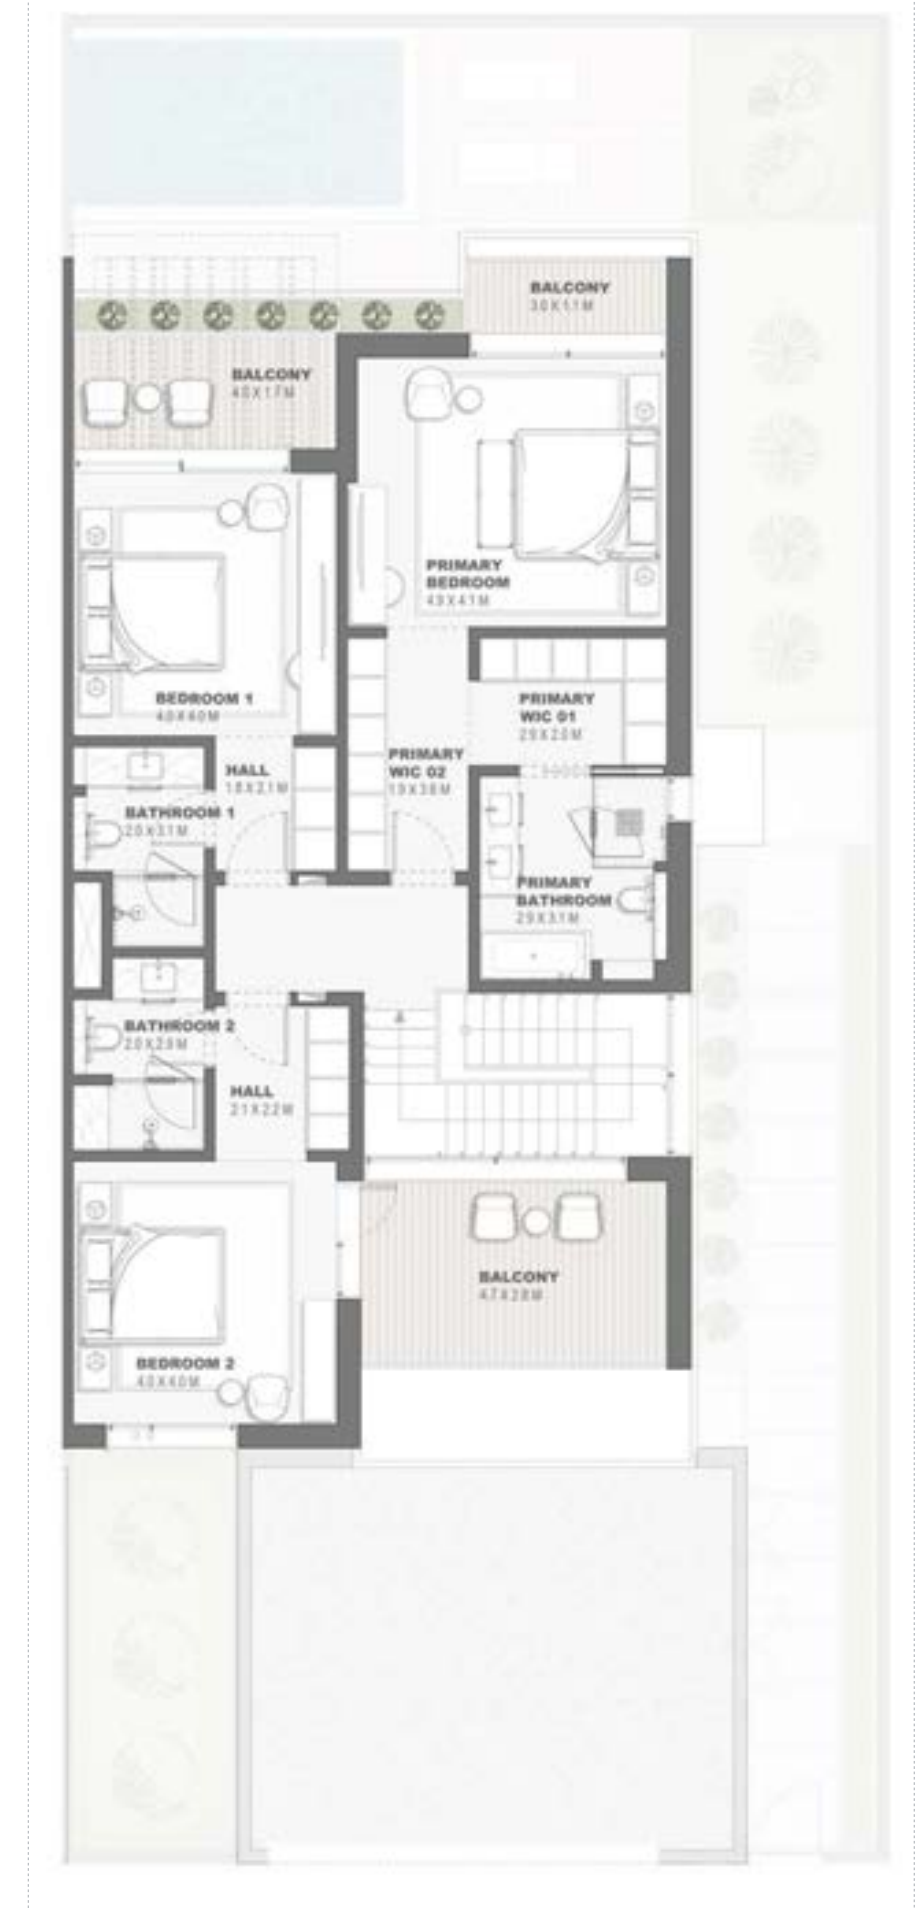 BALCONY
3.0X1.1M
BALCONY
4.0X1.7M
PRIMARY
BEDROOM
4.9X4.1M
BEDROOM 1
4.0X4.0M
PRIMARY
WIC 01
2.9X2.0M
PRIMARY
WIC 02
1.9X3.8M
HALL
1.8X2.1M
BATHROOM 1
2.0X3.1M
PRIMARY
BATHROOM
2.9X3.1M
BATHROOM 2
2.0X2.9M
HALL
2.1X2.2M
BALCONY
4.7X2.8M
BEDROOM 2
4.0X4.0M